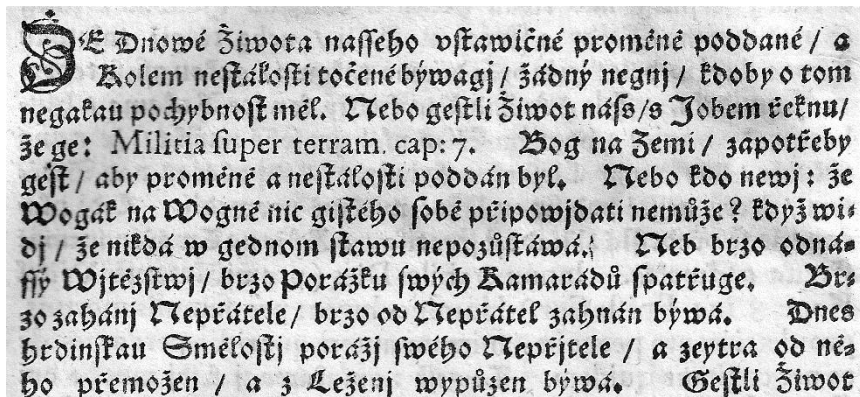 ŽE Dnowé Žiwota nasseho vstawičné proměně poddané / a
Kolem nestálosti točené býwagj / žádný negnj / kdoby o tom
negakau pochybnost měl. Nebo gestli Žiwot náss / s Jobem řeknu /
že ge: Militia super terram. cap: 7. Bog na Zemi / zapotřeby
gest / aby proměně a nestálosti poddán byl. Nebo kdo newj: že
Wogák na Wogně nic gistého sobě připowjdati nemůže? když wi-
dj / že nikdá w gednom stawu nepozůstáwá. Neb brzo odná-
ssý Wjtězstwj / brzo Porážku swých Kamarádů spatřuge. Br-
zo zahánj Nepřátele / brzo od Nepřátel zahnán býwá. Dnes
hrdinskau Smělostj porážj swého Nepřjtele / a zeytra od ně-
ho přemožen / a z Leženj wypůzen býwá. Gestli Žiwot